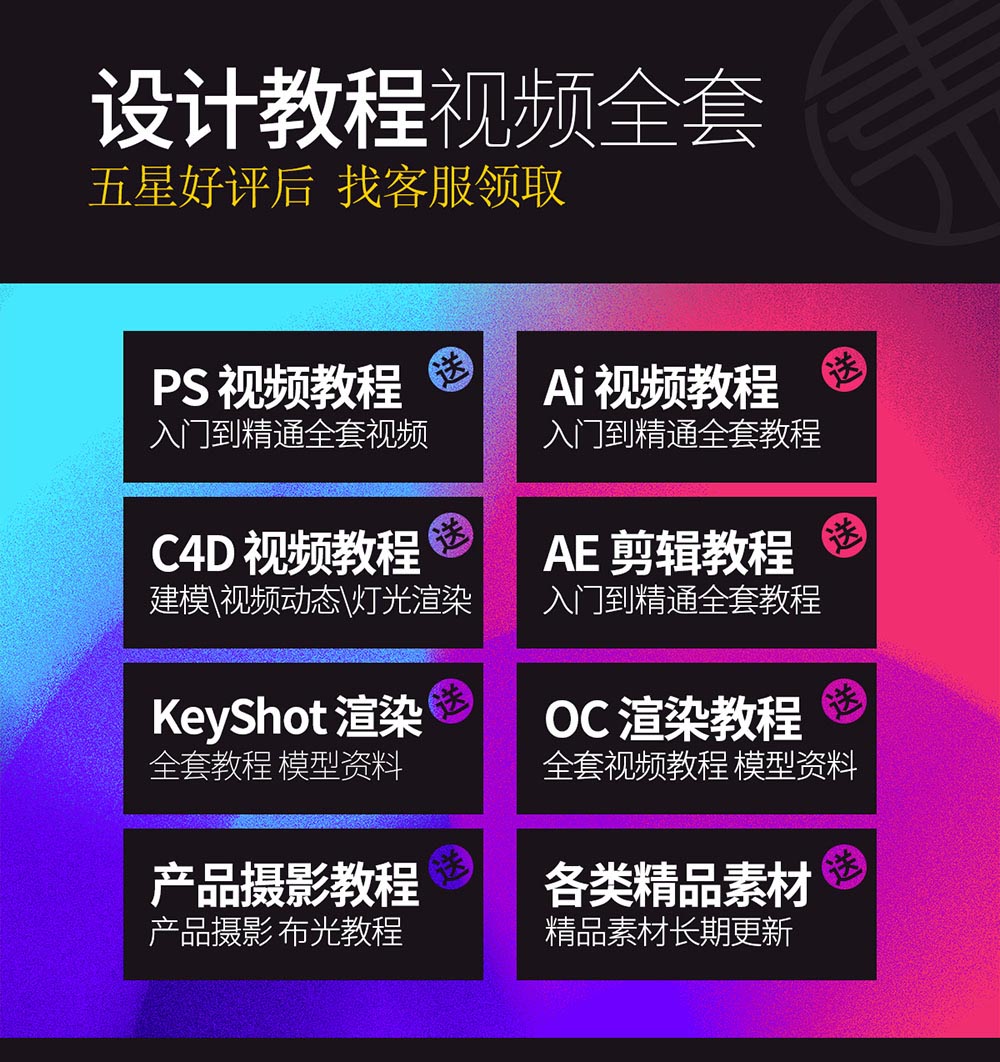 设计教程视频全套
五星好评后 找客服领取
PS 视频教程 送
入门到精通全套视频
Ai 视频教程 送
入门到精通全套教程
C4D 视频教程 送
建模\视频动态\灯光渲染
AE 剪辑教程 送
入门到精通全套教程
KeyShot 渲染 送
全套教程 模型资料
OC 渲染教程 送
全套视频教程 模型资料
产品摄影教程 送
产品摄影 布光教程
各类精品素材 送
精品素材长期更新